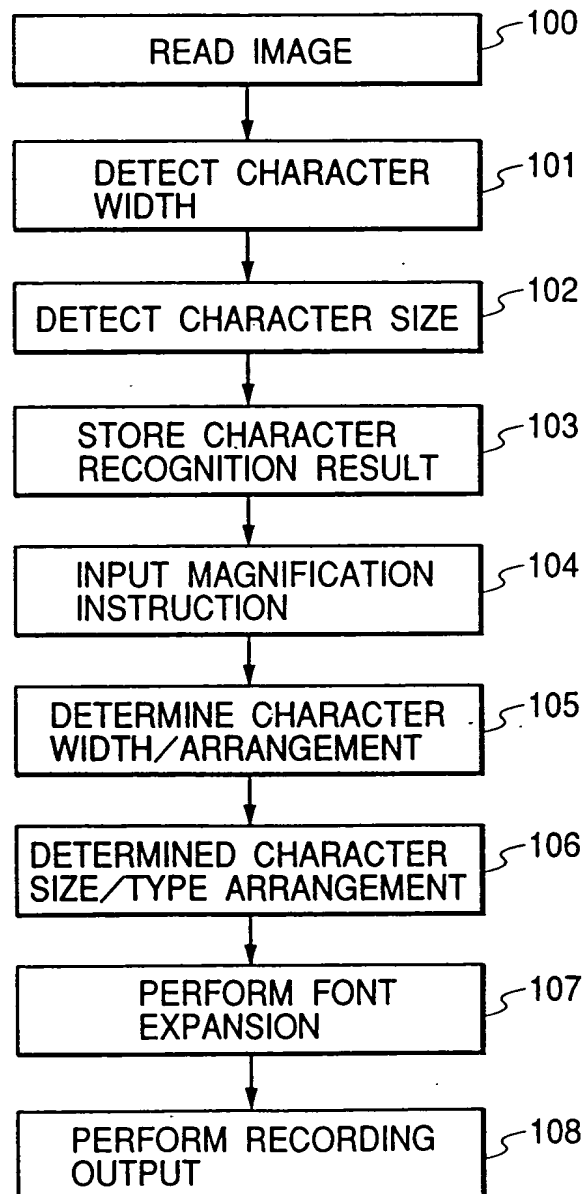 100
READ IMAGE
101
DETECT CHARACTER
WIDTH
102
DETECT CHARACTER SIZE
103
STORE CHARACTER
RECOGNITION RESULT
104
INPUT MAGNIFICATION
INSTRUCTION
105
DETERMINE CHARACTER
WIDTH/ARRANGEMENT
106
DETERMINED CHARACTER
SIZE/TYPE ARRANGEMENT
107
PERFORM FONT
EXPANSION
108
PERFORM RECORDING
OUTPUT